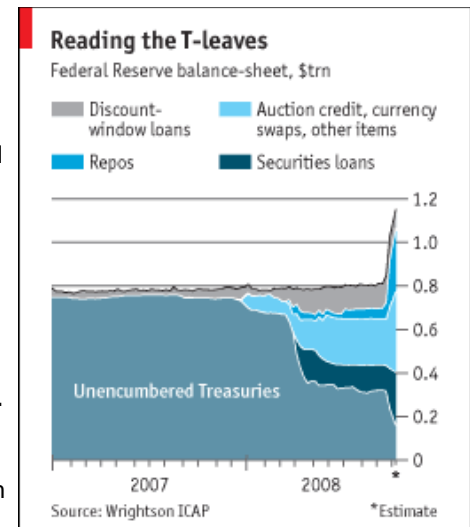 Reading the T-leaves
Federal Reserve balance-sheet, $trn
Discount-
window loans
Auction credit, currency
swaps, other items
Repos
Securities loans
1.2
1.0
0.8
0.6
0.4
0.2
0
Unencumbered Treasuries
*
2007
2008
Source: Wrightson ICAP
*Estimate